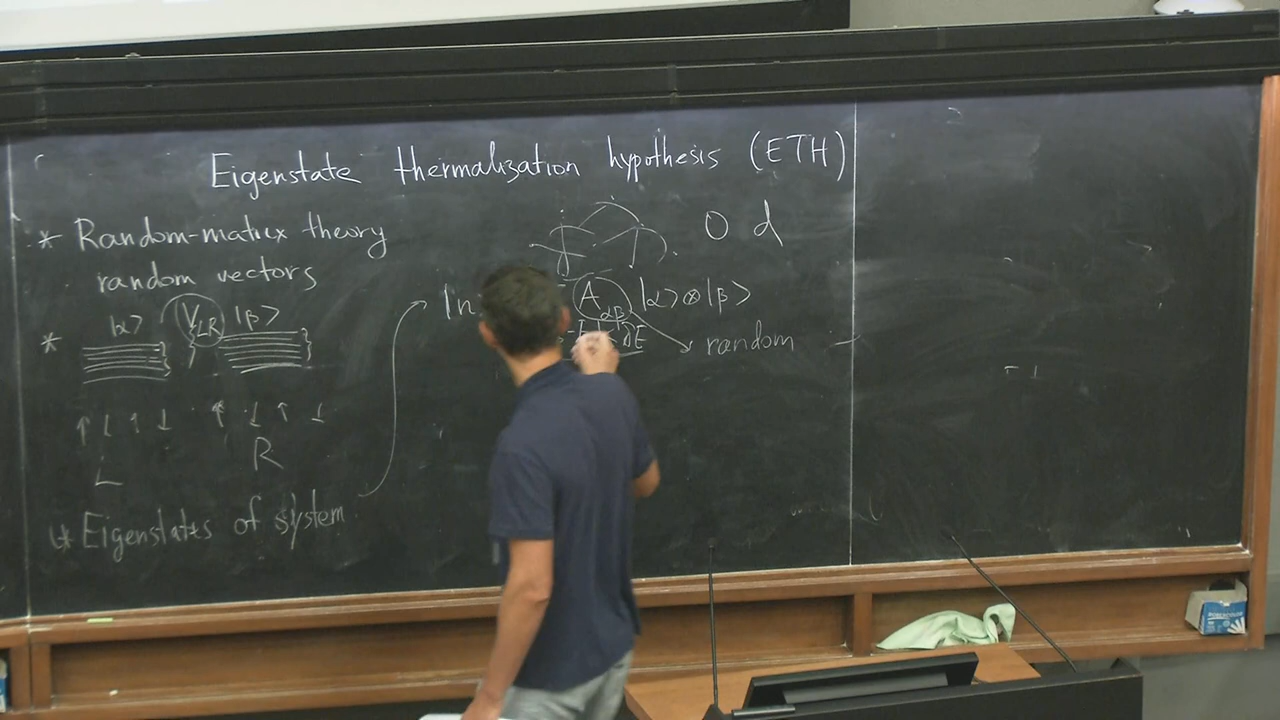 Eigenstate thermalization hypothesis (ETH)
* Random-matrix theory
random vectors
O d
* |α> V_LR |β>
|n
A_αβ |α>⊗|β>
random
↑ ↓ ↑ ↓ ↑ ↓ ↑ ↓
L R
Eigenstates of system